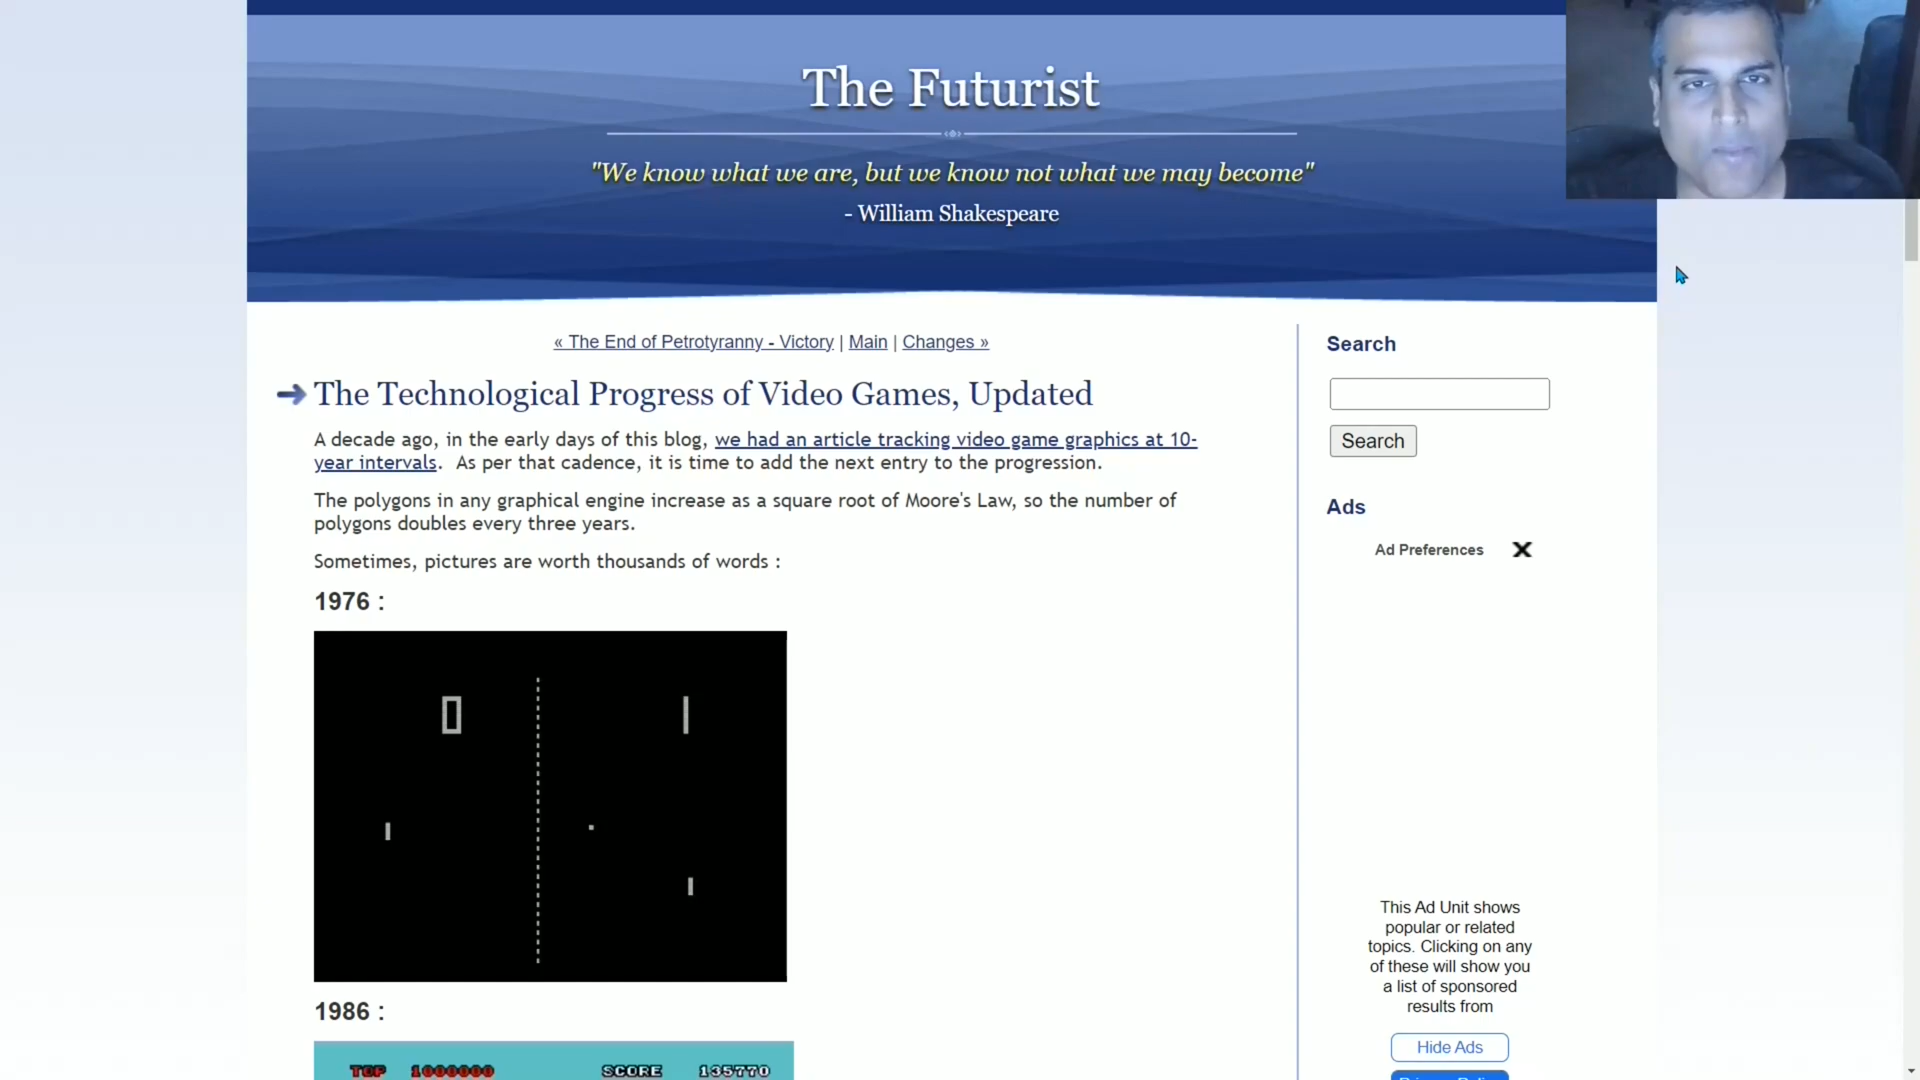 The Futurist
"We know what we are, but we know not what we may become"
- William Shakespeare
« The End of Petrotyranny - Victory | Main | Changes »
The Technological Progress of Video Games, Updated
A decade ago, in the early days of this blog, we had an article tracking video game graphics at 10-
year intervals.  As per that cadence, it is time to add the next entry to the progression.
The polygons in any graphical engine increase as a square root of Moore's Law, so the number of
polygons doubles every three years.
Sometimes, pictures are worth thousands of words :
1976 :
0 1
1986 :
TOP 1000000 SCORE 135770
Search
Search
Ads
Ad Preferences X
This Ad Unit shows
popular or related
topics. Clicking on any
of these will show you
a list of sponsored
results from
Hide Ads